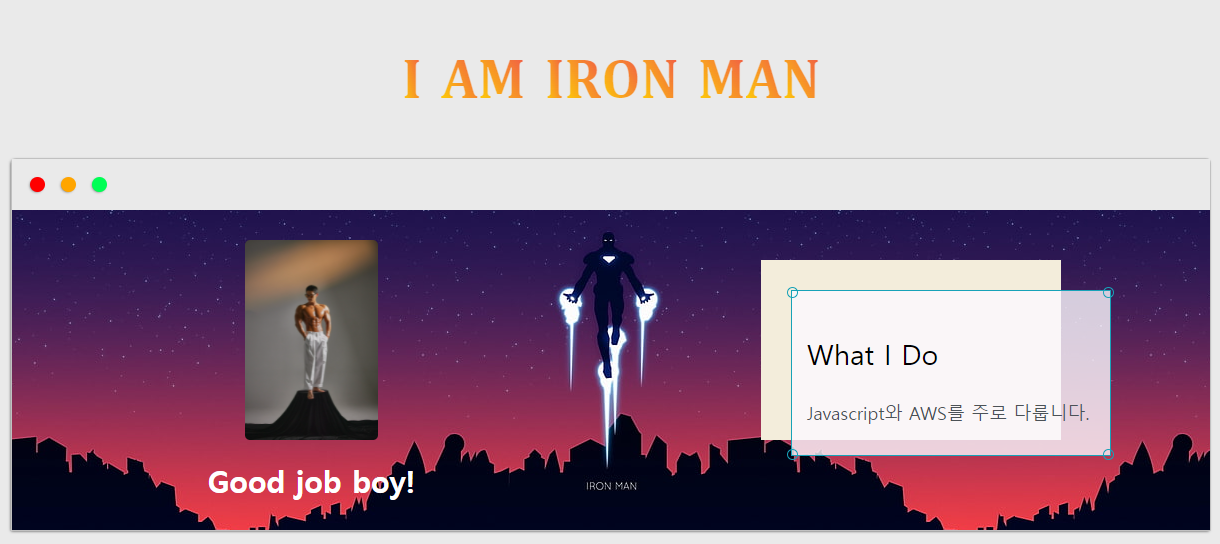 I AM IRON MAN
What I Do
Javascript와 AWS를 주로 다룹니다.
Good job boy!
IRON MAN